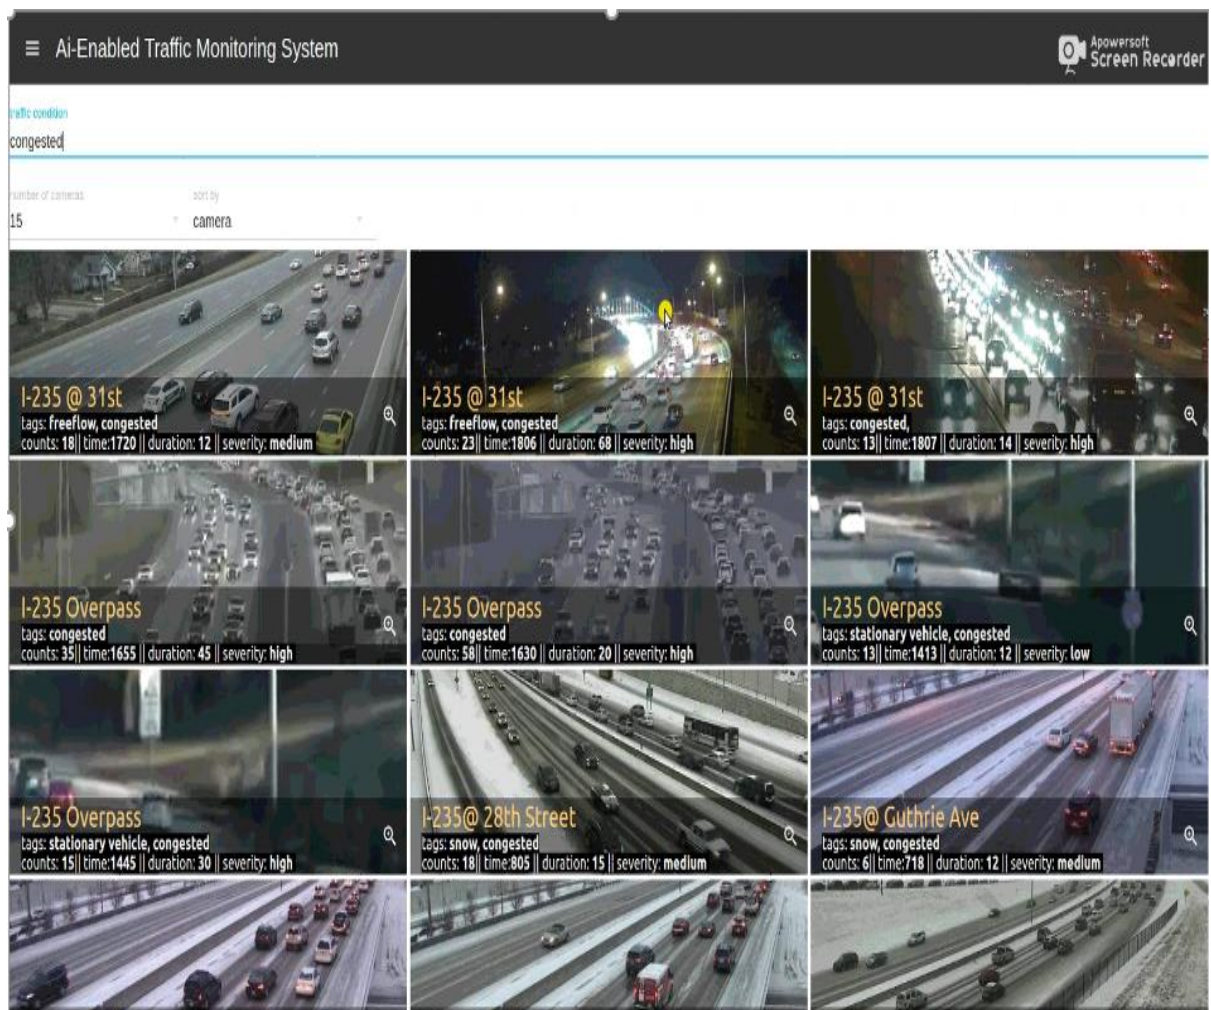 ☰ Ai-Enabled Traffic Monitoring System
Apowersoft
Screen Recorder
traffic condition
congested
number of cameras
sort by
15
camera
I-235 @ 31st
tags: freeflow, congested
counts: 18|| time:1720 || duration: 12 || severity: medium
I-235 @ 31st
tags: freeflow, congested
counts: 23|| time:1806 || duration: 68 || severity: high
I-235 @ 31st
tags: congested,
counts: 13|| time:1807 || duration: 14 || severity: high
I-235 Overpass
tags: congested
counts: 35|| time:1655 || duration: 45 || severity: high
I-235 Overpass
tags: congested
counts: 58|| time:1630 || duration: 20 || severity: high
I-235 Overpass
tags: stationary vehicle, congested
counts: 13|| time:1413 || duration: 12 || severity: low
I-235 Overpass
tags: stationary vehicle, congested
counts: 15|| time:1445 || duration: 30 || severity: high
I-235@ 28th Street
tags: snow, congested
counts: 18|| time:805 || duration: 15 || severity: medium
I-235@ Guthrie Ave
tags: snow, congested
counts: 6|| time:718 || duration: 12 || severity: medium